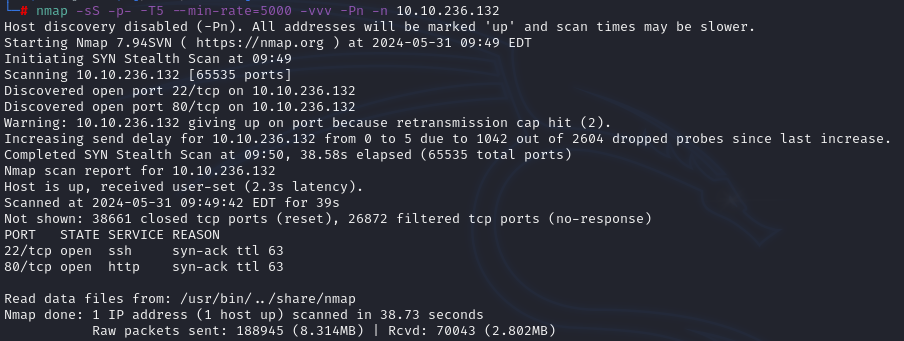 └─# nmap -sS -p- -T5 --min-rate=5000 -vvv -Pn -n 10.10.236.132
Host discovery disabled (-Pn). All addresses will be marked 'up' and scan times may be slower.
Starting Nmap 7.94SVN ( https://nmap.org ) at 2024-05-31 09:49 EDT
Initiating SYN Stealth Scan at 09:49
Scanning 10.10.236.132 [65535 ports]
Discovered open port 22/tcp on 10.10.236.132
Discovered open port 80/tcp on 10.10.236.132
Warning: 10.10.236.132 giving up on port because retransmission cap hit (2).
Increasing send delay for 10.10.236.132 from 0 to 5 due to 1042 out of 2604 dropped probes since last increase.
Completed SYN Stealth Scan at 09:50, 38.58s elapsed (65535 total ports)
Nmap scan report for 10.10.236.132
Host is up, received user-set (2.3s latency).
Scanned at 2024-05-31 09:49:42 EDT for 39s
Not shown: 38661 closed tcp ports (reset), 26872 filtered tcp ports (no-response)
PORT   STATE SERVICE REASON
22/tcp open  ssh     syn-ack ttl 63
80/tcp open  http    syn-ack ttl 63
Read data files from: /usr/bin/../share/nmap
Nmap done: 1 IP address (1 host up) scanned in 38.73 seconds
           Raw packets sent: 188945 (8.314MB) | Rcvd: 70043 (2.802MB)